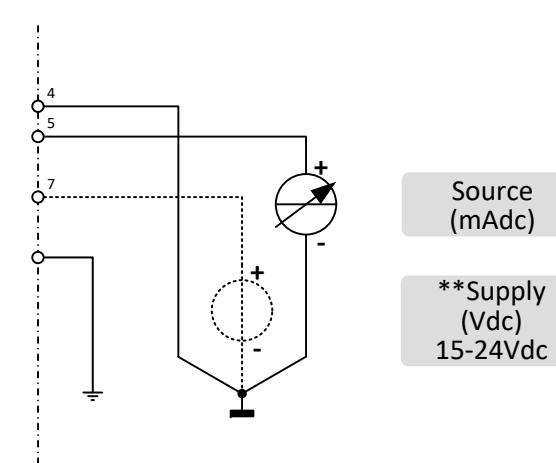 4
5
7
+
-
+
-
Source
(mAdc)
**Supply
(Vdc)
15-24Vdc